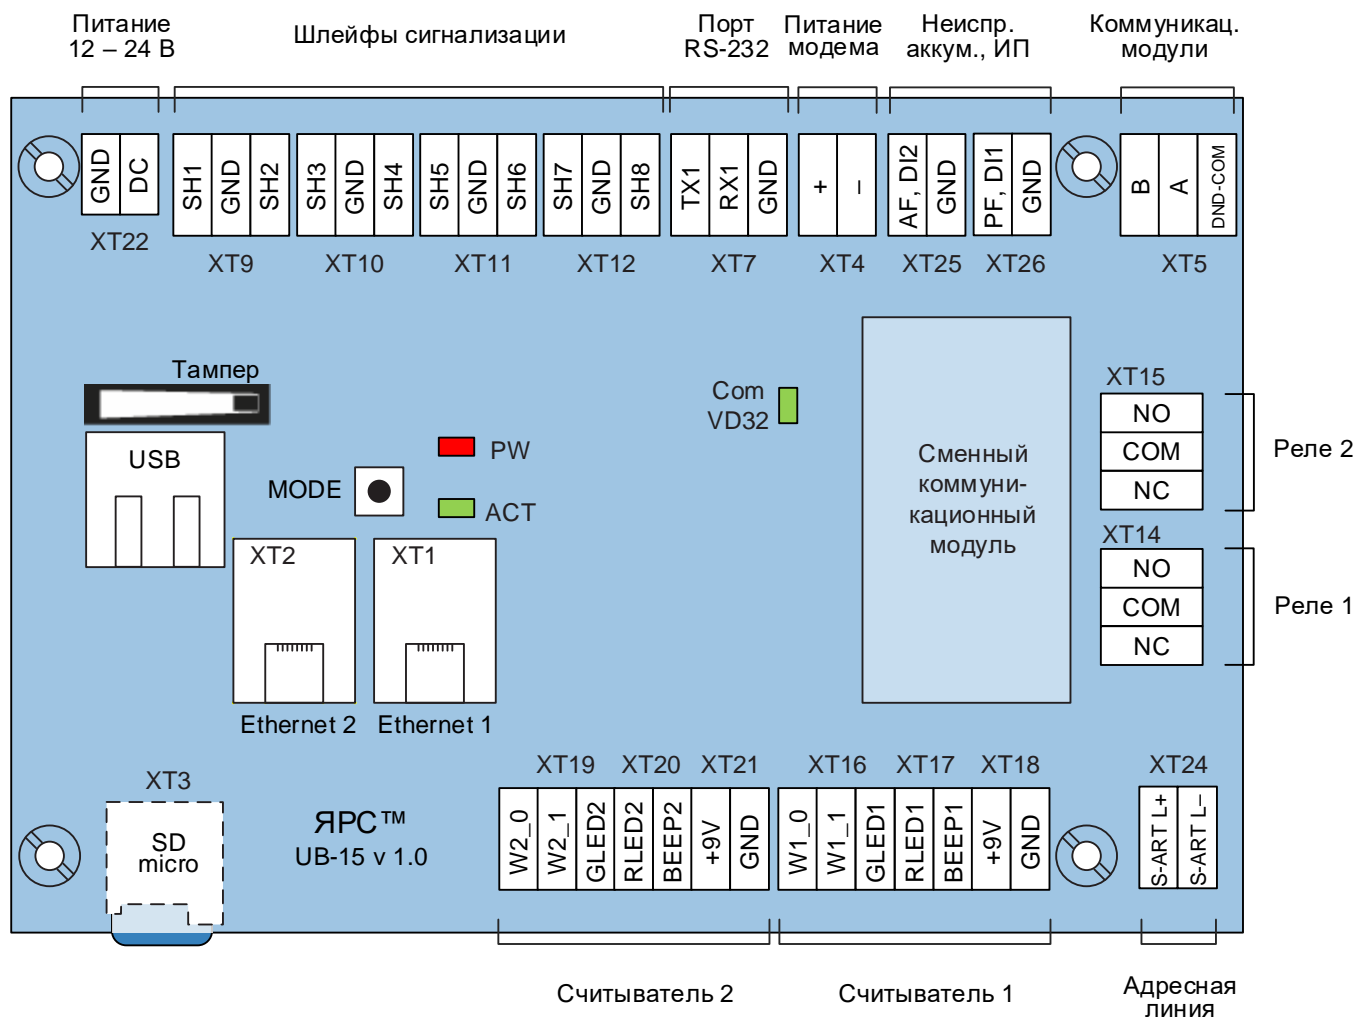 Питание
12 – 24 В
Шлейфы сигнализации
Порт
RS-232
Питание
модема
Неиспр.
аккум., ИП
Коммуникац.
модули
GND
DC
SH1
GND
SH2
SH3
GND
SH4
SH5
GND
SH6
SH7
GND
SH8
TX1
RX1
GND
+
–
AF, DI2
GND
PF, DI1
GND
B
A
DND-COM
XT22
XT9
XT10
XT11
XT12
XT7
XT4
XT25
XT26
XT5
Тампер
USB
MODE
PW
ACT
Com
VD32
Сменный
коммуни-
кационный
модуль
XT15
NO
COM
NC
Реле 2
XT14
NO
COM
NC
Реле 1
XT2
XT1
Ethernet 2
Ethernet 1
XT3
SD
micro
ЯРС™
UB-15 v 1.0
XT19
XT20
XT21
XT16
XT17
XT18
XT24
W2_0
W2_1
GLED2
RLED2
BEEP2
+9V
GND
W1_0
W1_1
GLED1
RLED1
BEEP1
+9V
GND
S-ART L+
S-ART L–
Считыватель 2
Считыватель 1
Адресная
линия